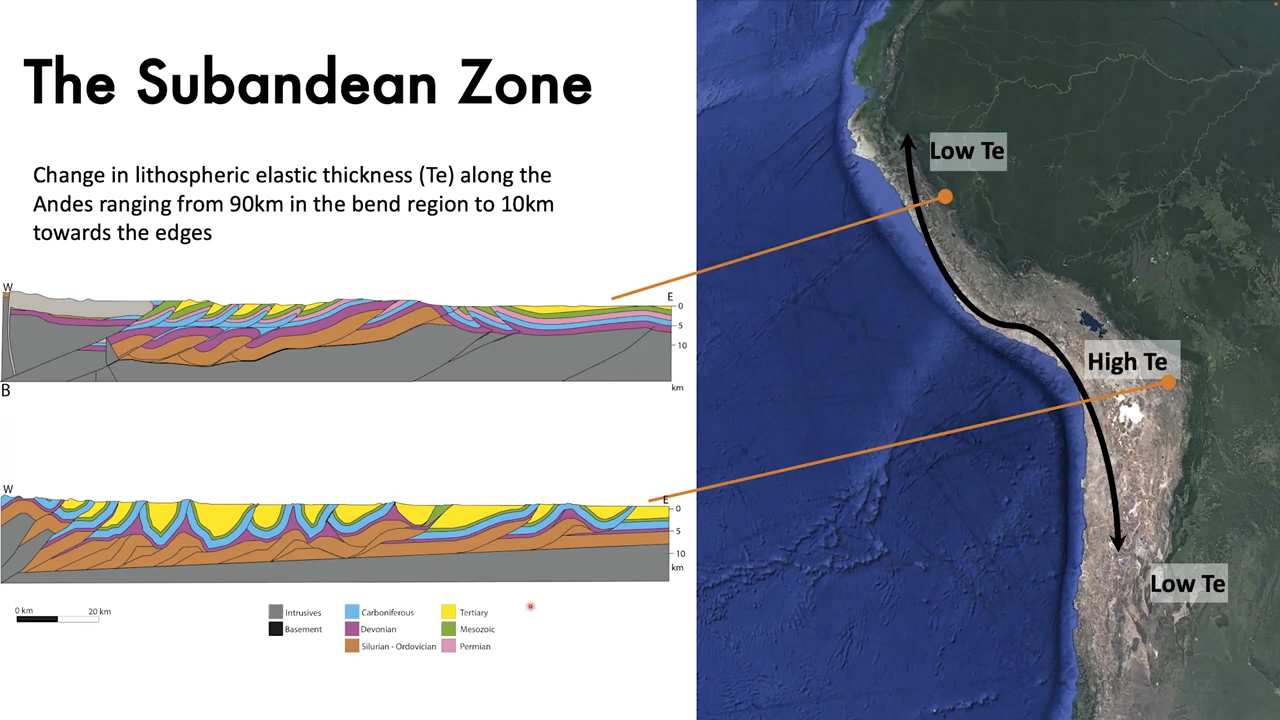 The Subandean Zone
Change in lithospheric elastic thickness (Te) along the
Andes ranging from 90km in the bend region to 10km
towards the edges
W
E
0
5
10
km
B
W
E
0
5
10
km
0 km
20 km
Intrusives
Basement
Carboniferous
Devonian
Silurian - Ordovician
Tertiary
Mesozoic
Permian
Low Te
High Te
Low Te